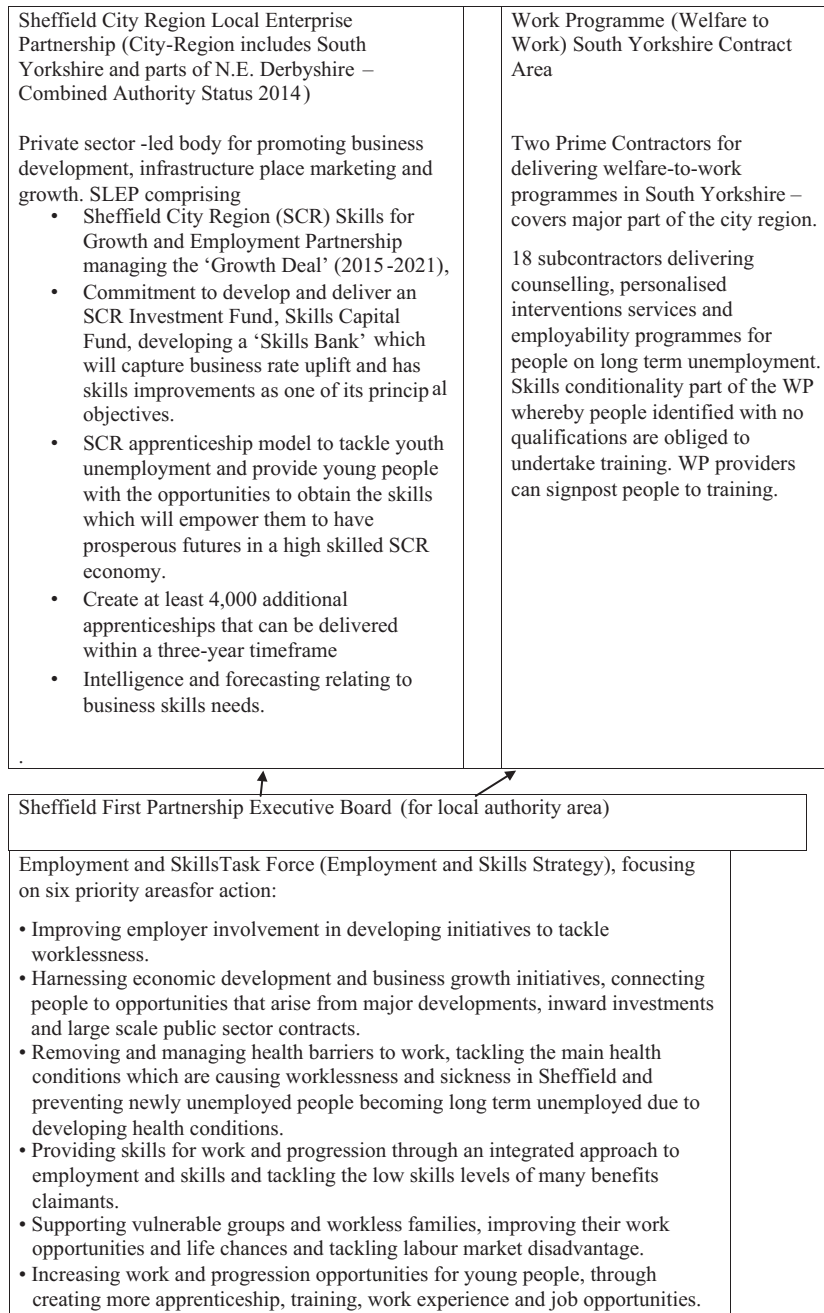 Sheffield City Region Local Enterprise
Partnership (City-Region includes South
Yorkshire and parts of N.E. Derbyshire –
Combined Authority Status 2014)
Private sector -led body for promoting business
development, infrastructure place marketing and
growth. SLEP comprising
• Sheffield City Region (SCR) Skills for
Growth and Employment Partnership
managing the ‘Growth Deal’ (2015-2021),
• Commitment to develop and deliver an
SCR Investment Fund, Skills Capital
Fund, developing a ‘Skills Bank’ which
will capture business rate uplift and has
skills improvements as one of its principal
objectives.
• SCR apprenticeship model to tackle youth
unemployment and provide young people
with the opportunities to obtain the skills
which will empower them to have
prosperous futures in a high skilled SCR
economy.
• Create at least 4,000 additional
apprenticeships that can be delivered
within a three-year timeframe
• Intelligence and forecasting relating to
business skills needs.
.
Work Programme (Welfare to
Work) South Yorkshire Contract
Area
Two Prime Contractors for
delivering welfare-to-work
programmes in South Yorkshire –
covers major part of the city region.
18 subcontractors delivering
counselling, personalised
interventions services and
employability programmes for
people on long term unemployment.
Skills conditionality part of the WP
whereby people identified with no
qualifications are obliged to
undertake training. WP providers
can signpost people to training.
Sheffield First Partnership Executive Board (for local authority area)
Employment and SkillsTask Force (Employment and Skills Strategy), focusing
on six priority areasfor action:
• Improving employer involvement in developing initiatives to tackle
worklessness.
• Harnessing economic development and business growth initiatives, connecting
people to opportunities that arise from major developments, inward investments
and large scale public sector contracts.
• Removing and managing health barriers to work, tackling the main health
conditions which are causing worklessness and sickness in Sheffield and
preventing newly unemployed people becoming long term unemployed due to
developing health conditions.
• Providing skills for work and progression through an integrated approach to
employment and skills and tackling the low skills levels of many benefits
claimants.
• Supporting vulnerable groups and workless families, improving their work
opportunities and life chances and tackling labour market disadvantage.
• Increasing work and progression opportunities for young people, through
creating more apprenticeship, training, work experience and job opportunities.